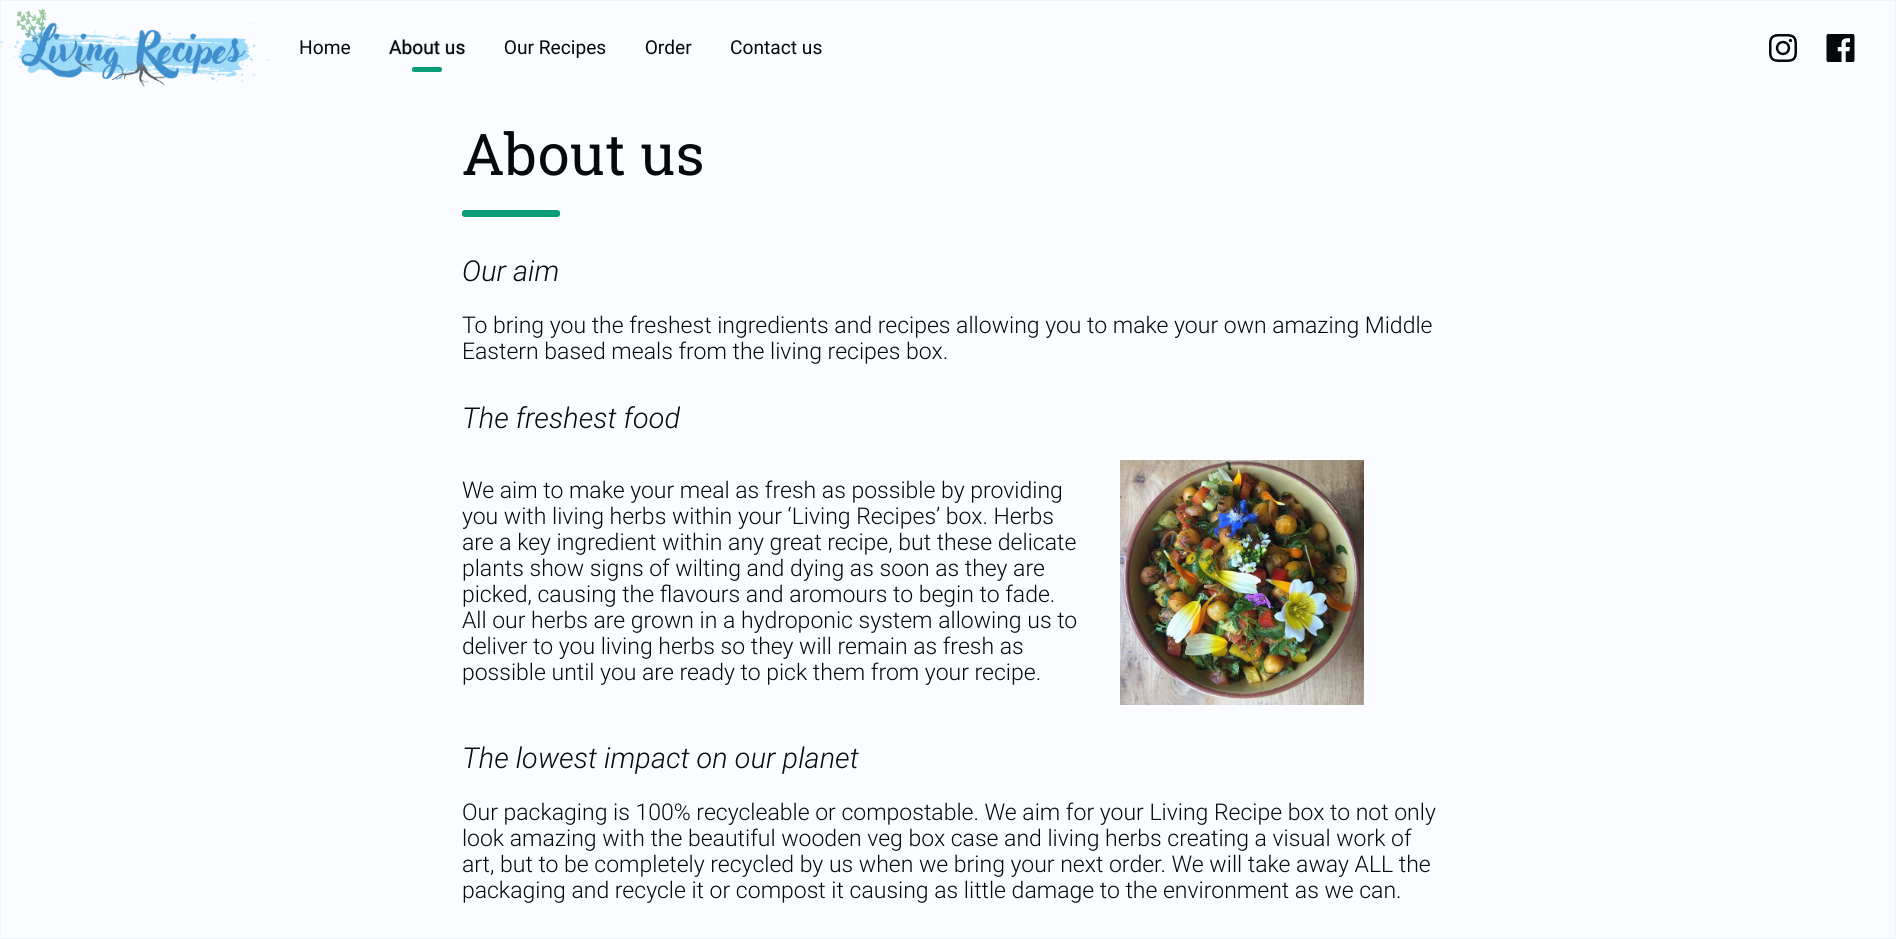 Living Recipes
Home About us Our Recipes Order Contact us
About us
Our aim
To bring you the freshest ingredients and recipes allowing you to make your own amazing Middle
Eastern based meals from the living recipes box.
The freshest food
We aim to make your meal as fresh as possible by providing
you with living herbs within your ‘Living Recipes’ box. Herbs
are a key ingredient within any great recipe, but these delicate
plants show signs of wilting and dying as soon as they are
picked, causing the flavours and aromours to begin to fade.
All our herbs are grown in a hydroponic system allowing us to
deliver to you living herbs so they will remain as fresh as
possible until you are ready to pick them from your recipe.
The lowest impact on our planet
Our packaging is 100% recycleable or compostable. We aim for your Living Recipe box to not only
look amazing with the beautiful wooden veg box case and living herbs creating a visual work of
art, but to be completely recycled by us when we bring your next order. We will take away ALL the
packaging and recycle it or compost it causing as little damage to the environment as we can.